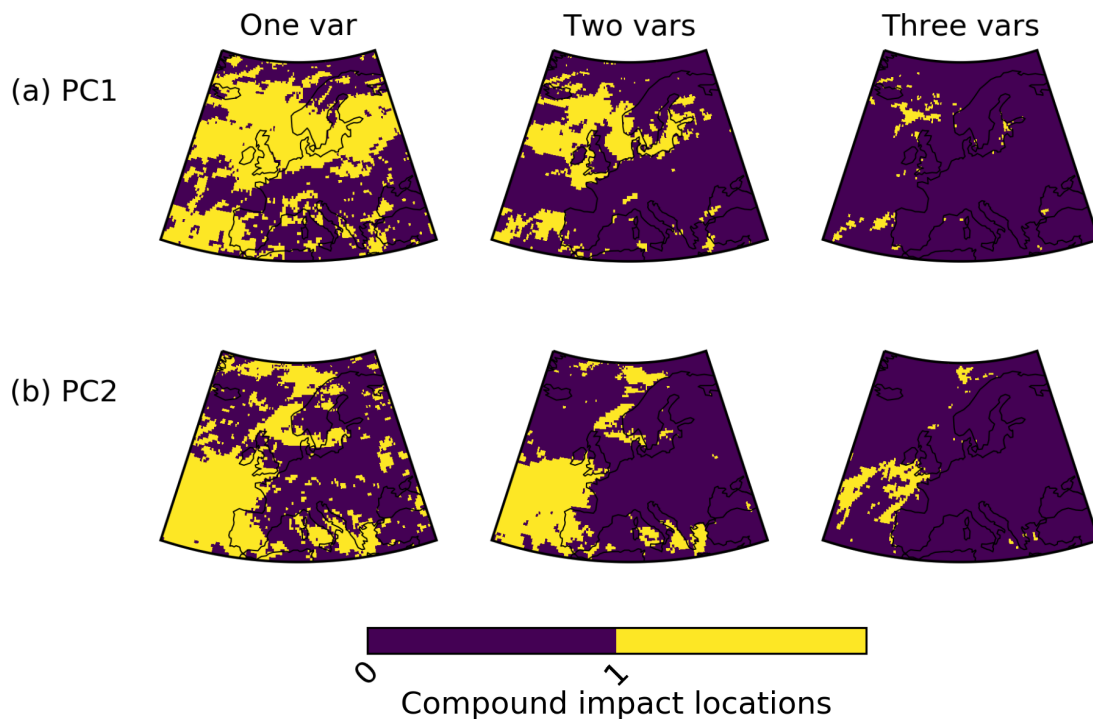 One var
Two vars
Three vars
(a) PC1
(b) PC2
0
1
Compound impact locations